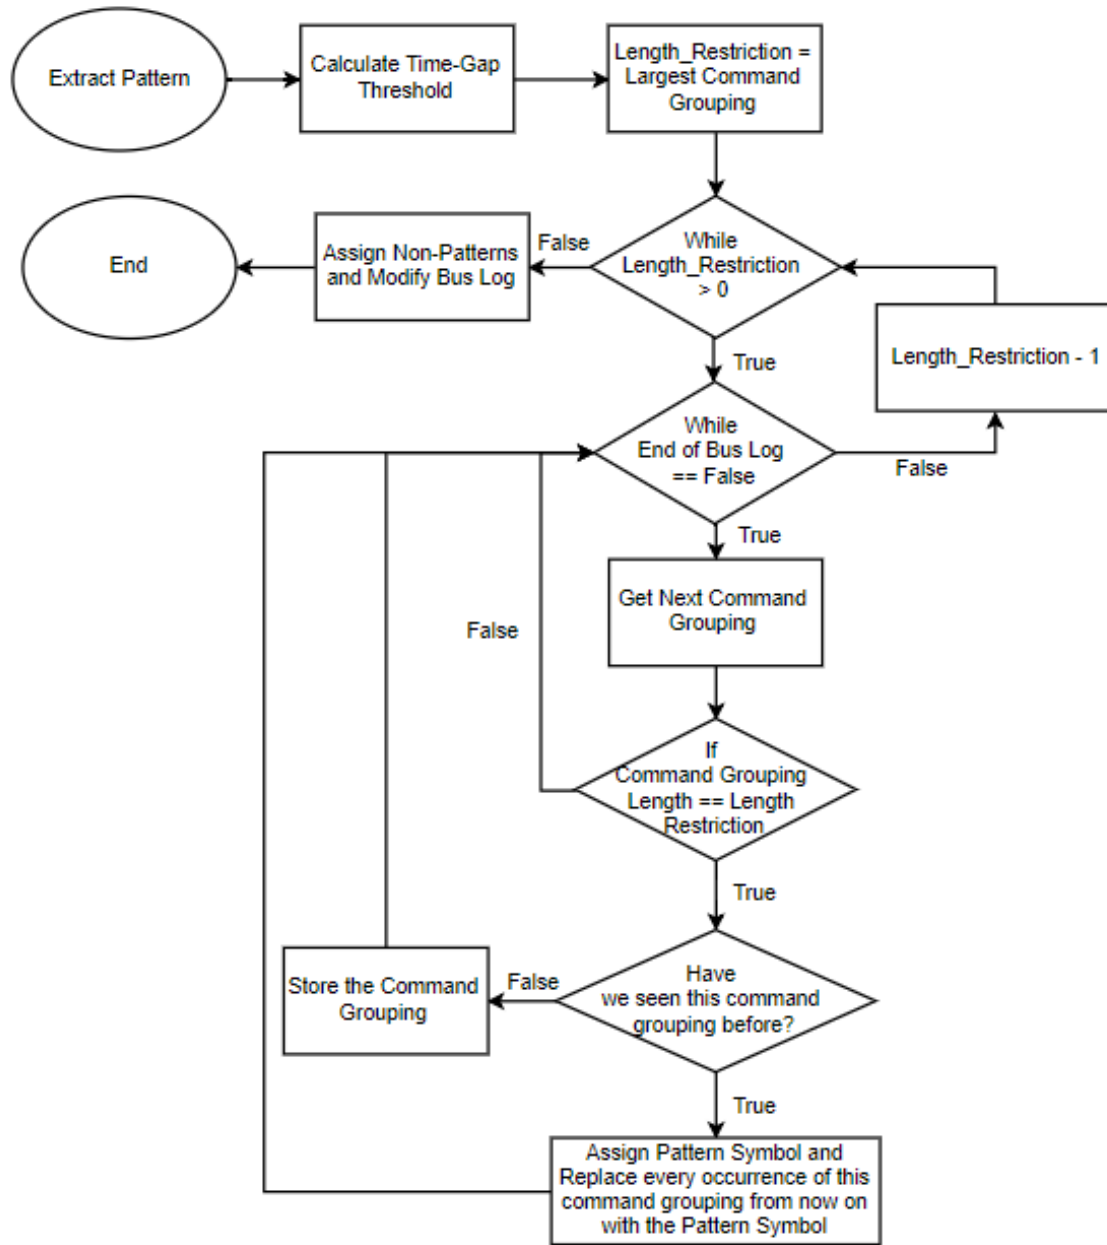 Extract Pattern
Calculate Time-Gap
Threshold
Length_Restriction =
Largest Command
Grouping
End
Assign Non-Patterns
and Modify Bus Log
False
While
Length_Restriction
> 0
Length_Restriction - 1
True
While
End of Bus Log
== False
False
True
Get Next Command
Grouping
False
If
Command Grouping
Length == Length
Restriction
True
Store the Command
Grouping
False
Have
we seen this command
grouping before?
True
Assign Pattern Symbol and
Replace every occurrence of this
command grouping from now on
with the Pattern Symbol